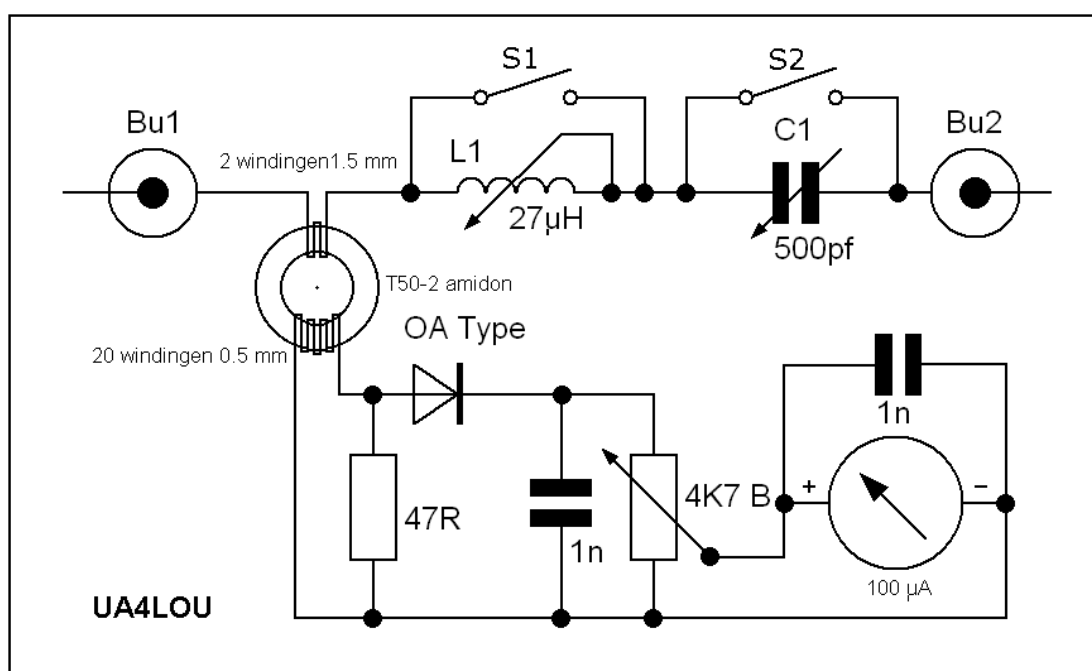 S1
S2
Bu1
2 windingen1.5 mm
L1
C1
Bu2
27µH
500pf
T50-2 amidon
OA Type
20 windingen 0.5 mm
1n
47R
1n
4K7 B
+
−
100 µA
UA4LOU